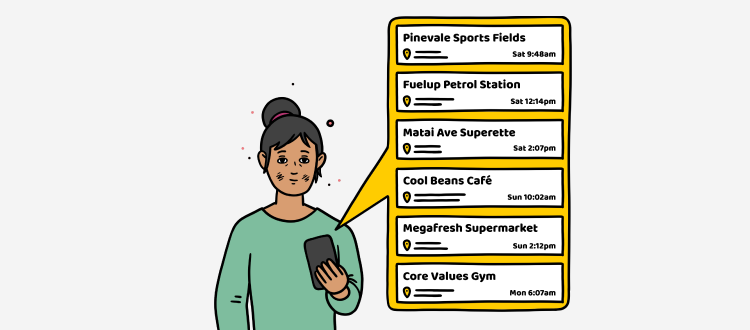 Pinevale Sports Fields
Sat 9:48am
Fuelup Petrol Station
Sat 12:14pm
Matai Ave Superette
Sat 2:07pm
Cool Beans Café
Sun 10:02am
Megafresh Supermarket
Sun 2:12pm
Core Values Gym
Mon 6:07am